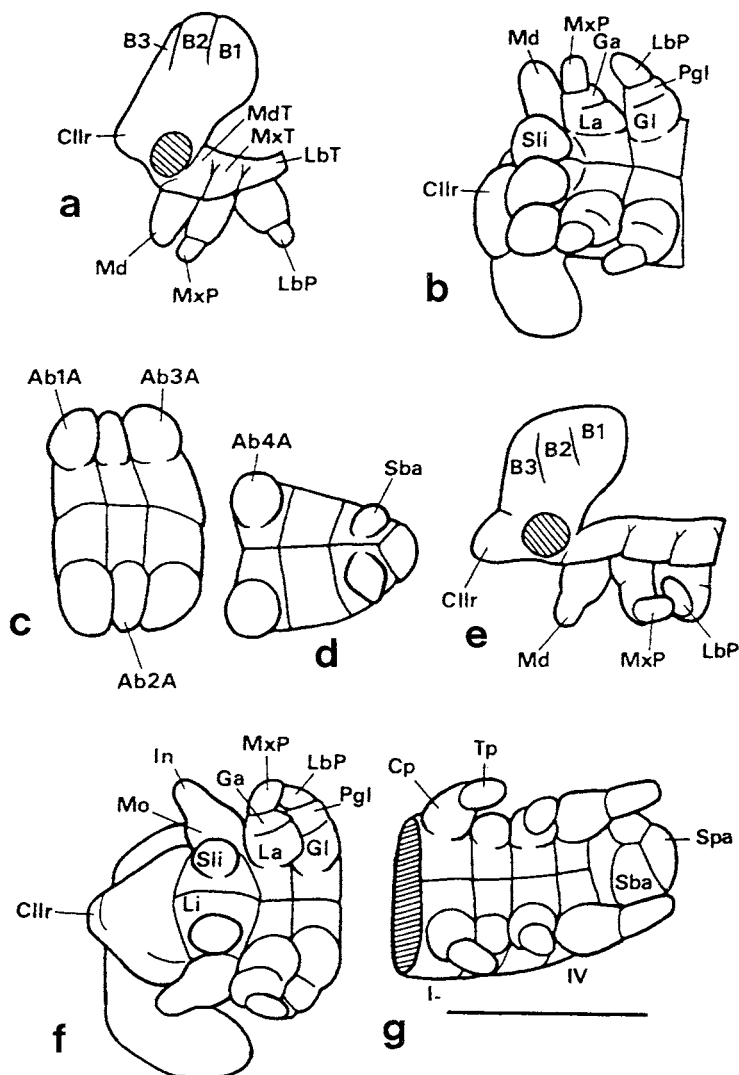 B3 B2 B1
Cllr
MdT
MxT
LbT
a
Md
MxP
LbP
Md
MxP
Ga
LbP
Pgl
La
Gl
Sli
Cllr
b
Ab1A
Ab3A
c
Ab2A
Ab4A
Sba
d
B3 B2 B1
Cllr
e
Md
MxP
LbP
In
MxP
LbP
Ga
Pgl
Mo
Sli
La
Gl
Cllr
Li
f
Cp
Tp
Spa
Sba
I-
IV
g